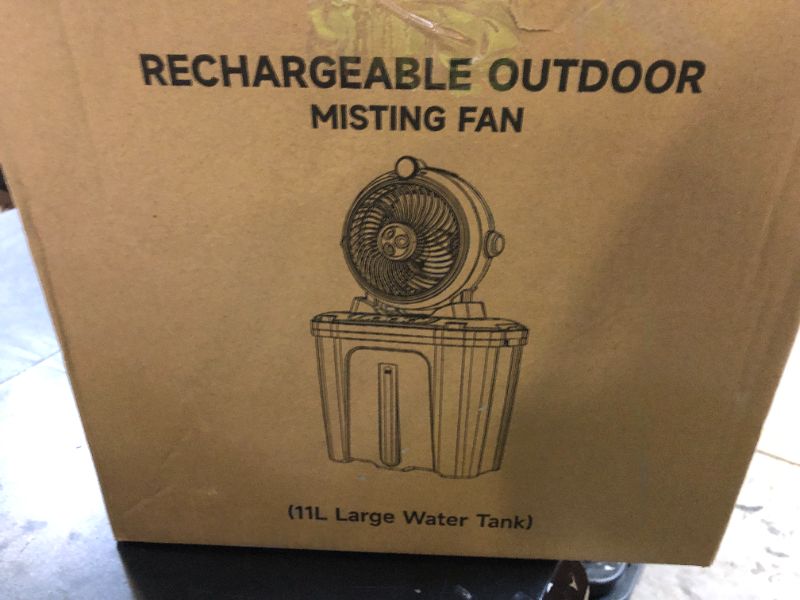 RECHARGEABLE OUTDOOR
MISTING FAN
(11L Large Water Tank)